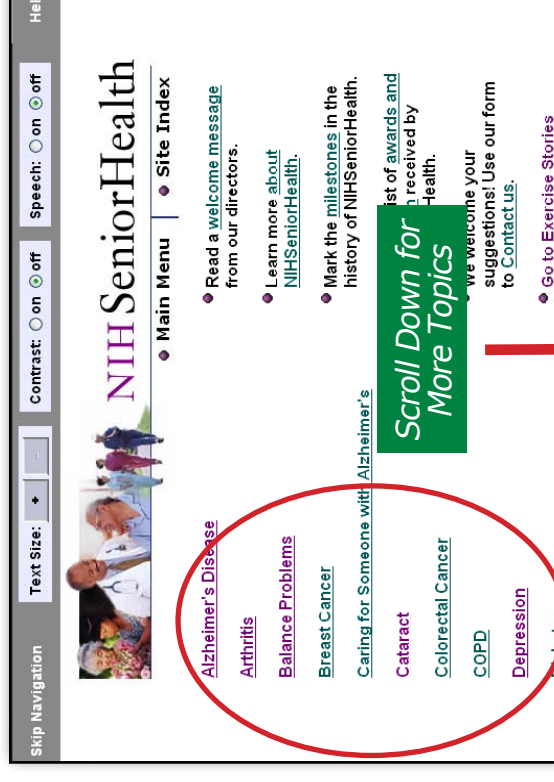 Skip Navigation
Text Size: + -
Contrast: on off
Speech: on off
Hel
NIHSeniorHealth
Main Menu
Site Index
Alzheimer's Disease
Arthritis
Balance Problems
Breast Cancer
Caring for Someone with Alzheimer's
Cataract
Colorectal Cancer
COPD
Depression
Read a welcome message
from our directors.
Learn more about
NIHSeniorHealth.
Mark the milestones in the
history of NIHSeniorHealth.
ist of awards and
n received by
Health.
We welcome your
suggestions! Use our form
to Contact us.
Go to Exercise Stories
Scroll Down for
More Topics